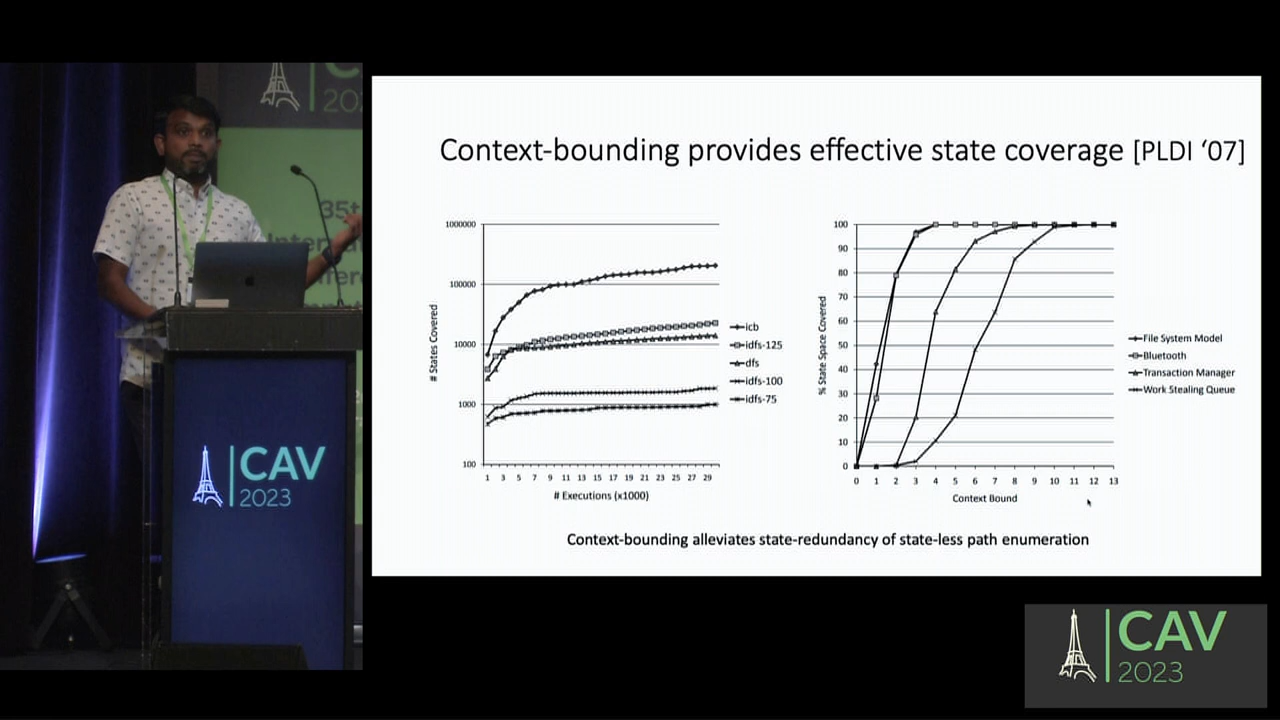 C
20
35t
Inter
Context-bounding provides effective state coverage [PLDI ‘07]
1000000
100000
10000
1000
100
# States Covered
1 3 5 7 9 11 13 15 17 19 21 23 25 27 29
# Executions (x1000)
icb
idfs-125
dfs
idfs-100
idfs-75
100
90
80
70
60
50
40
30
20
10
0
% State Space Covered
0 1 2 3 4 5 6 7 8 9 10 11 12 13
Context Bound
File System Model
Bluetooth
Transaction Manager
Work Stealing Queue
Context-bounding alleviates state-redundancy of state-less path enumeration
CAV
2023
CAV
2023